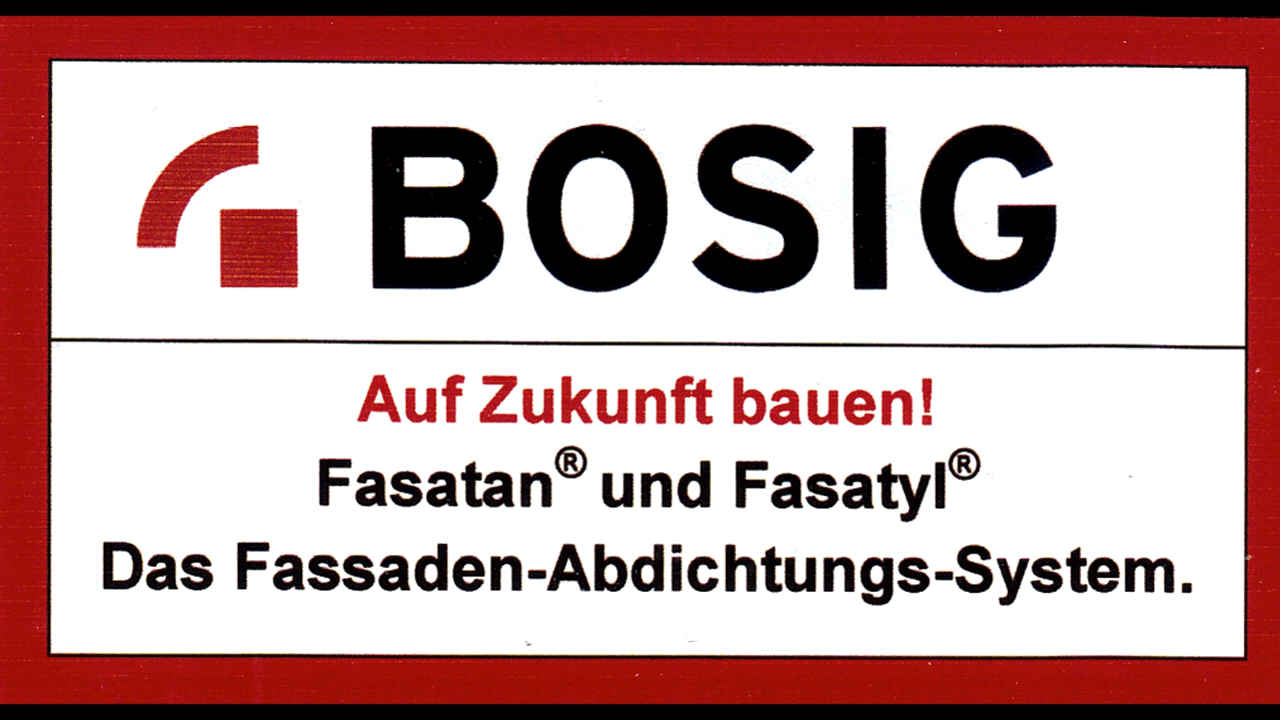 BOSIG
Auf Zukunft bauen!
Fasatan® und Fasatyl®
Das Fassaden-Abdichtungs-System.